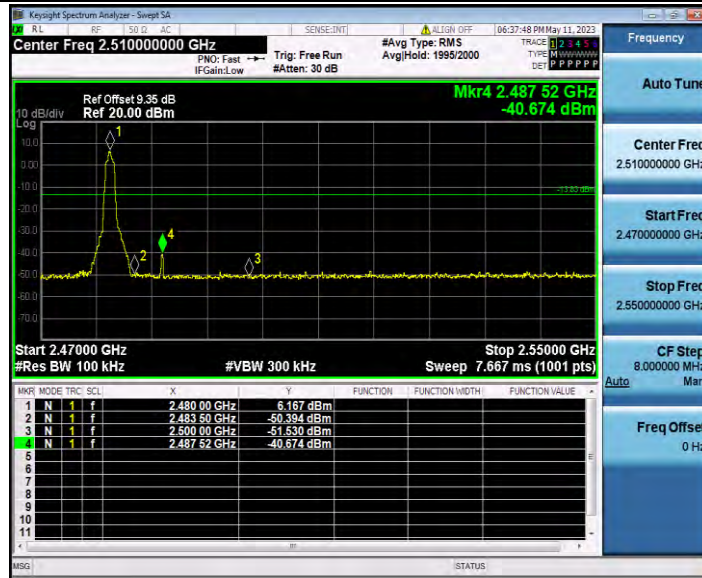 Keysight Spectrum Analyzer - Swept SA
RL RF 50 Ω AC SENSE:INT ALIGN OFF 06:37:48 PM May 11, 2023
Center Freq 2.510000000 GHz
PNO: Fast
IFGain:Low
Trig: Free Run
#Atten: 30 dB
#Avg Type: RMS
Avg|Hold: 1995/2000
TRACE 1 2 3 4 5 6
TYPE M
DET P P P P P P
Ref Offset 9.35 dB
10 dB/div Ref 20.00 dBm
Log
Mkr4 2.487 52 GHz
-40.674 dBm
10.0
0.00
-10.0
-20.0
-30.0
-40.0
-50.0
-60.0
-70.0
1
2
3
4
-13.83 dBm
Start 2.47000 GHz Stop 2.55000 GHz
#Res BW 100 kHz #VBW 300 kHz Sweep 7.667 ms (1001 pts)
MKR MODE TRC SCL X Y FUNCTION FUNCTION WIDTH FUNCTION VALUE
1 N 1 f 2.480 00 GHz 6.167 dBm
2 N 1 f 2.483 50 GHz -50.394 dBm
3 N 1 f 2.500 00 GHz -51.530 dBm
4 N 1 f 2.487 52 GHz -40.674 dBm
5
6
7
8
9
10
11
MSG STATUS
Frequency
Auto Tune
Center Freq
2.510000000 GHz
Start Freq
2.470000000 GHz
Stop Freq
2.550000000 GHz
CF Step
8.000000 MHz
Auto Man
Freq Offset
0 Hz